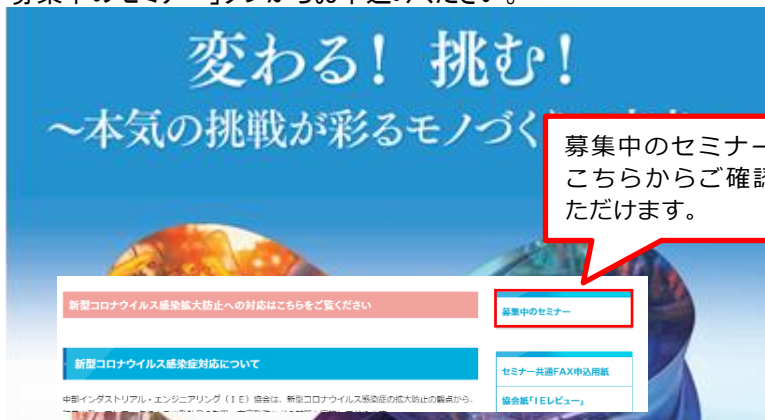 募集中のセミナー」
からお申込みください。
変わる! 挑む!
~本気の挑戦が彩るモノづく
募集中のセミナー
こちらからご確認
ただけます。
新型コロナウイルス感染拡大防止への対応はこちらをご覧ください
募集中のセミナー
新型コロナウイルス感染症対応について
セミナー共通FAX申込用紙
中部インダストリアル・エンジニアリング(IE)協会は、新型コロナウイルス感染症の拡大防止の観点から、
協会紙「IEレビュー」